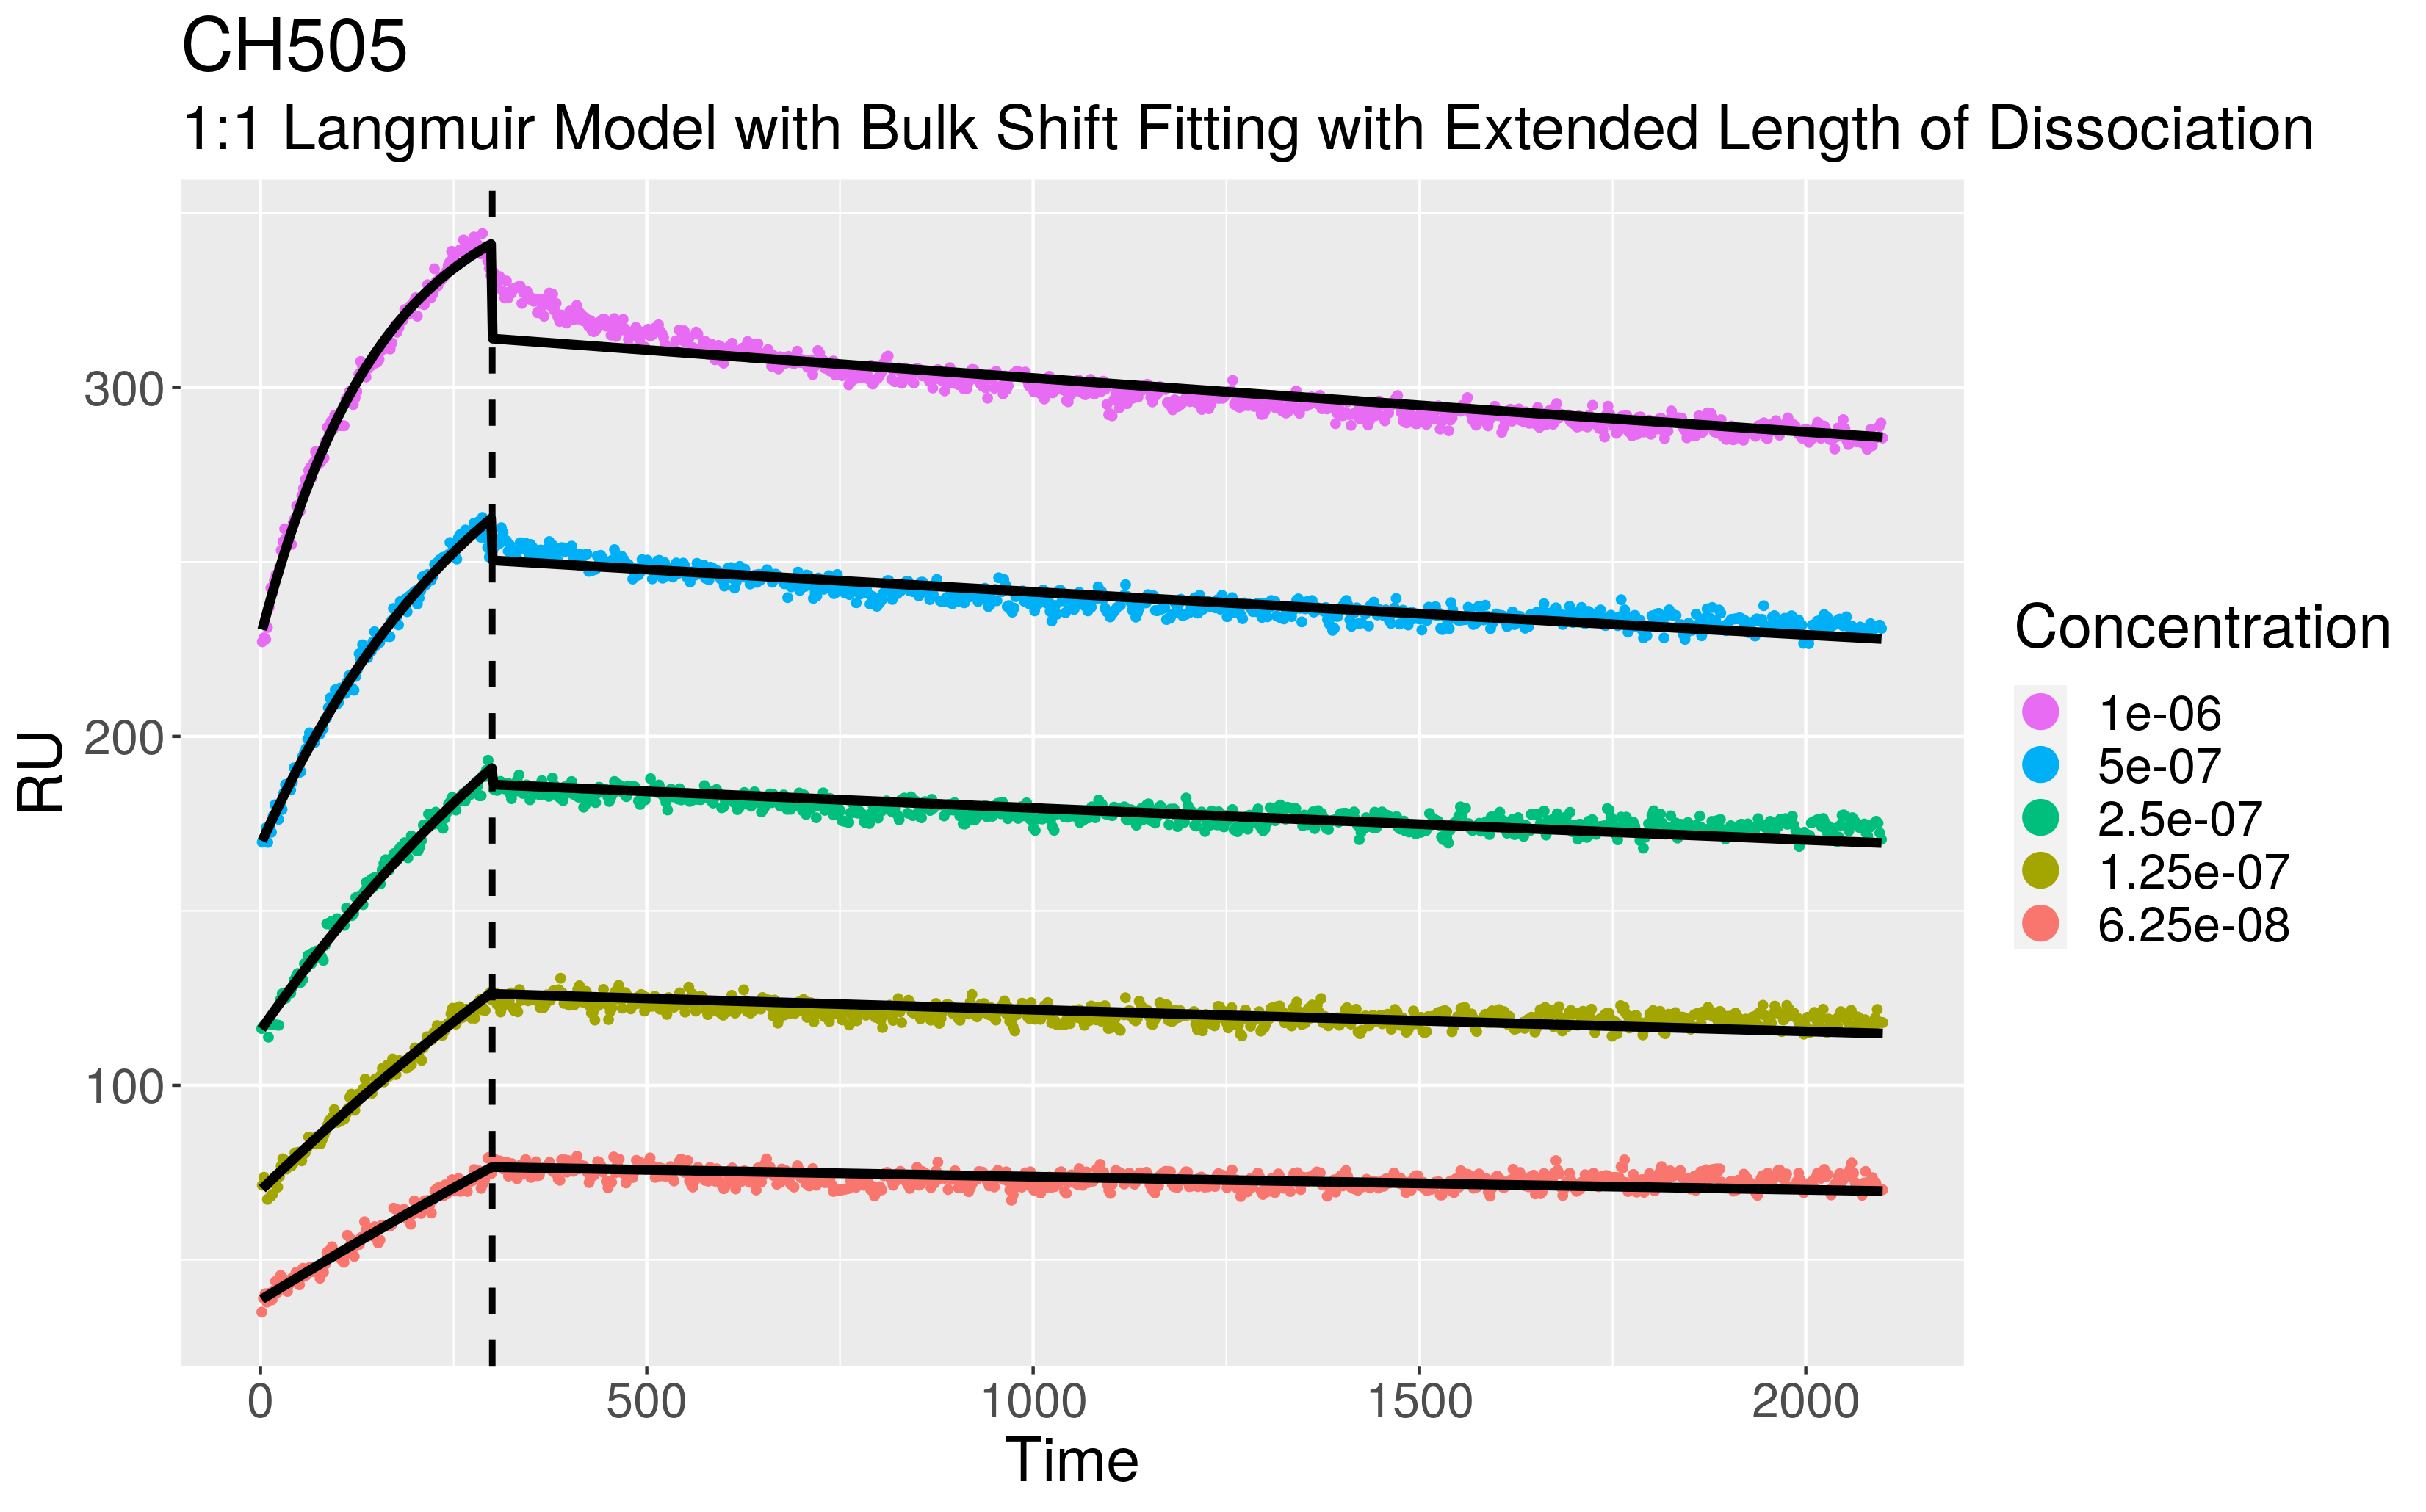 CH505
1:1 Langmuir Model with Bulk Shift Fitting with Extended Length of Dissociation
RU
300
200
100
0 500 1000 1500 2000
Time
Concentration
1e-06
5e-07
2.5e-07
1.25e-07
6.25e-08